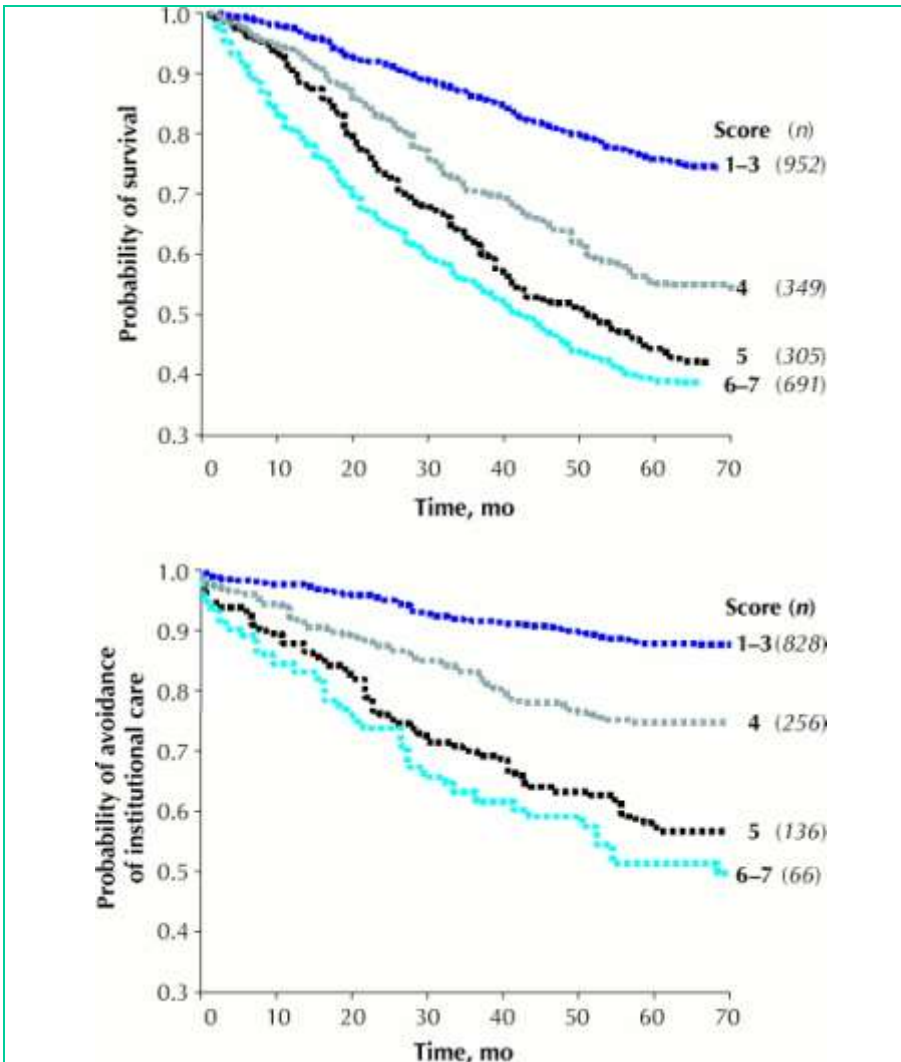 1.0
0.9
0.8
0.7
0.6
0.5
0.4
0.3
Probability of survival
Score (n)
1–3 (952)
4 (349)
5 (305)
6–7 (691)
0 10 20 30 40 50 60 70
Time, mo
1.0
0.9
0.8
0.7
0.6
0.5
0.4
0.3
Probability of avoidance
of institutional care
Score (n)
1–3 (828)
4 (256)
5 (136)
6–7 (66)
0 10 20 30 40 50 60 70
Time, mo